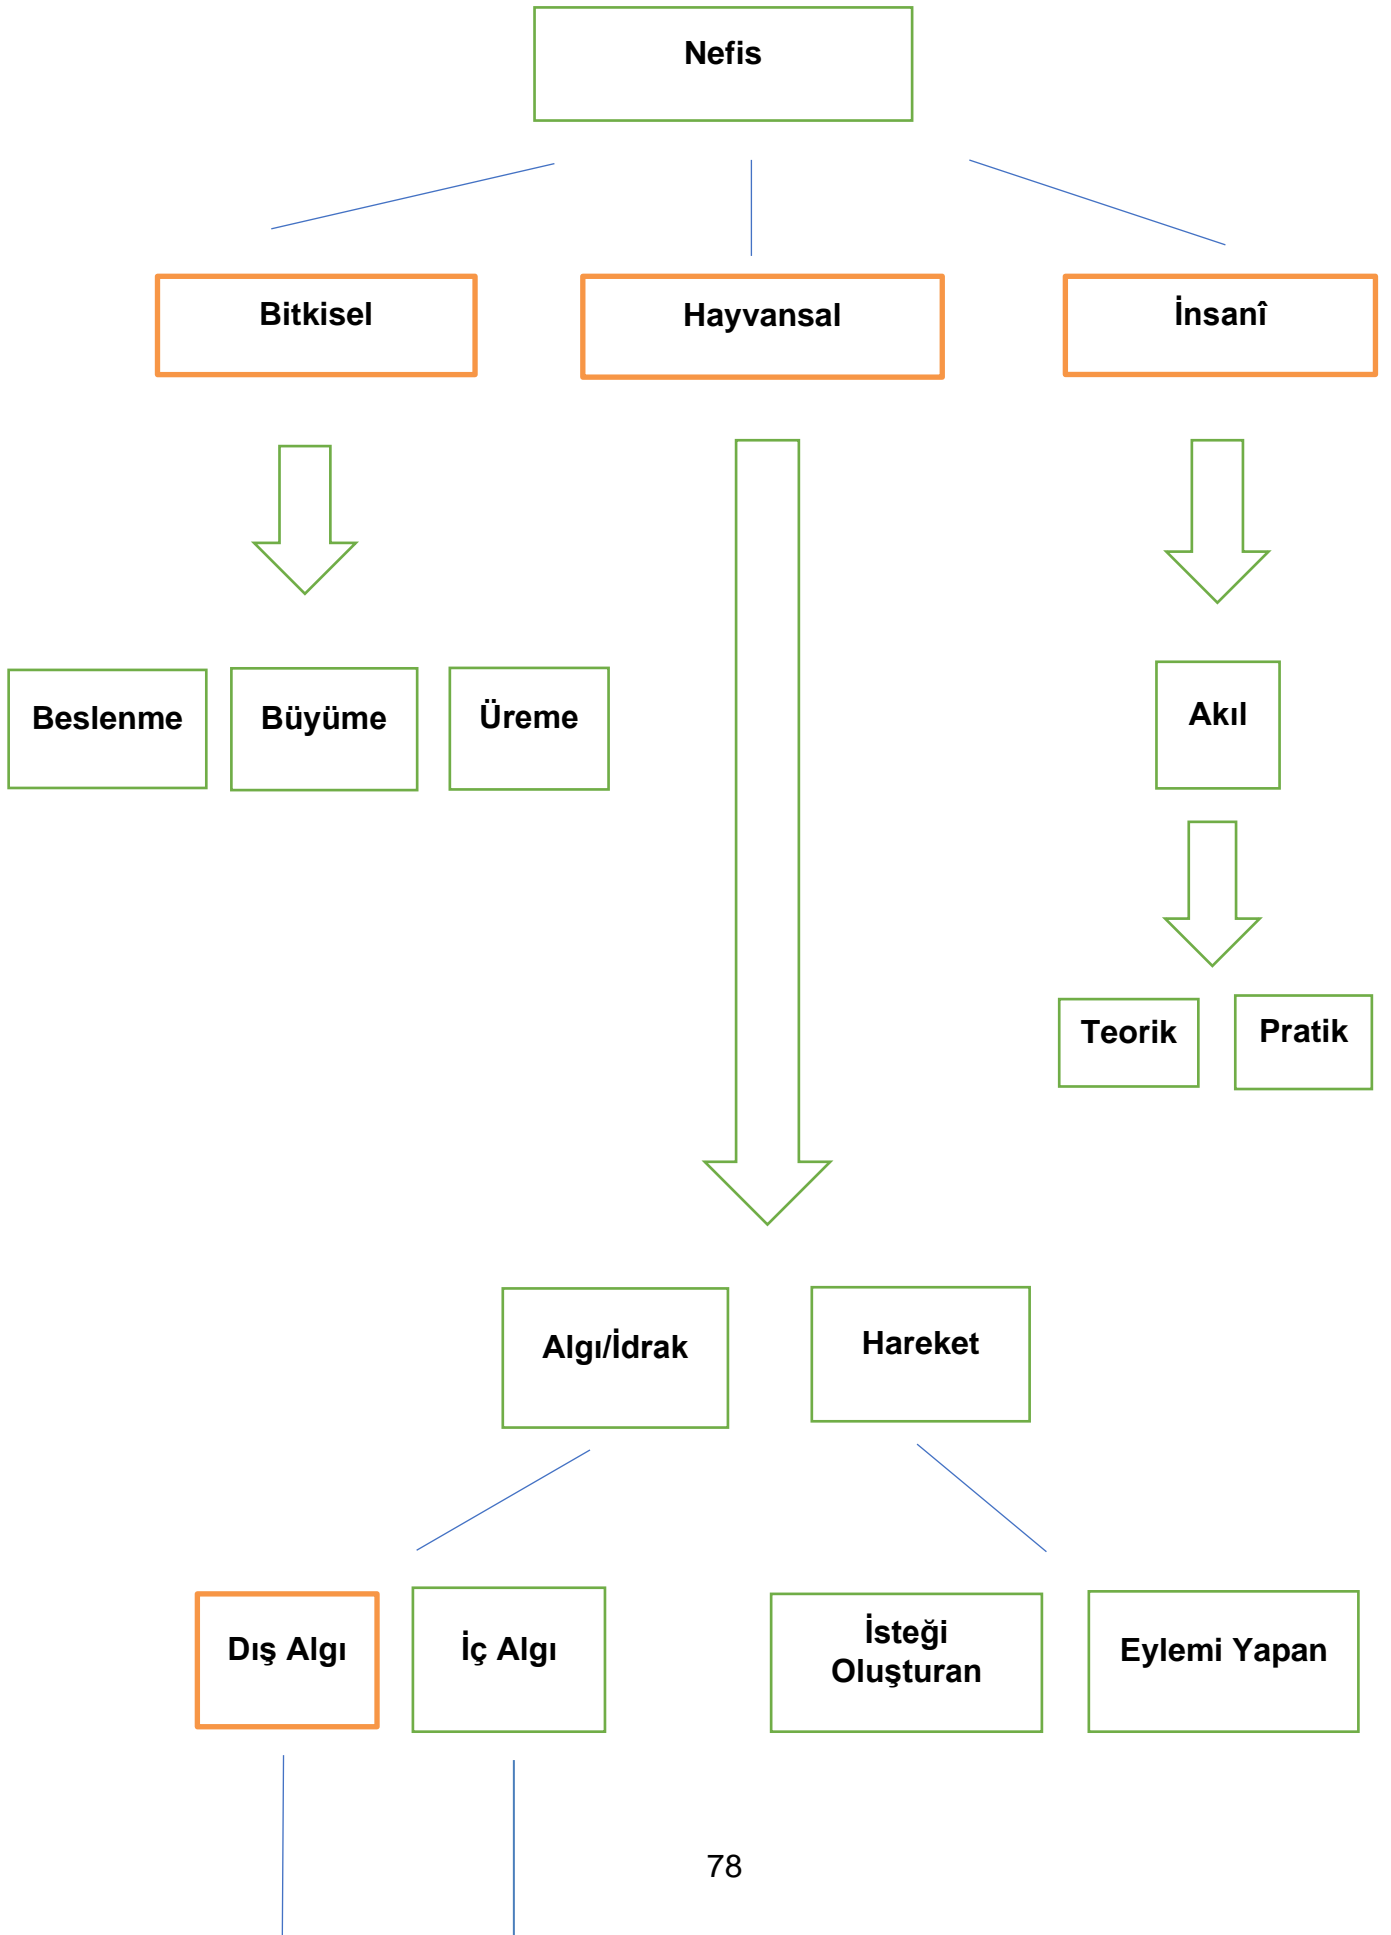 Nefis
Bitkisel
Hayvansal
İnsanî
Beslenme
Büyüme
Üreme
Akıl
Teorik
Pratik
Algı/İdrak
Hareket
Dış Algı
İç Algı
İsteği
Oluşturan
Eylemi Yapan
78